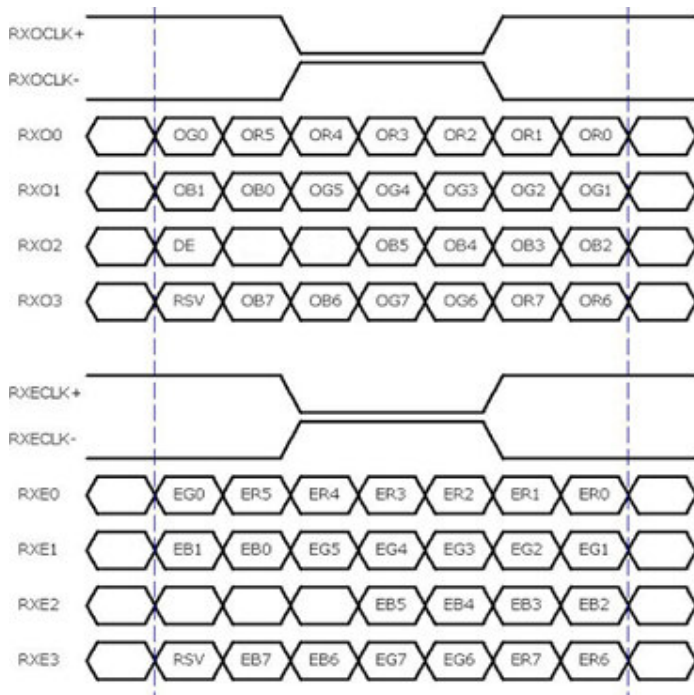 RXOCLK+
RXOCLK-
RXO0 OG0 OR5 OR4 OR3 OR2 OR1 OR0
RXO1 OB1 OB0 OG5 OG4 OG3 OG2 OG1
RXO2 DE OB5 OB4 OB3 OB2
RXO3 RSV OB7 OB6 OG7 OG6 OR7 OR6
RXECLK+
RXECLK-
RXE0 EG0 ER5 ER4 ER3 ER2 ER1 ER0
RXE1 EB1 EB0 EG5 EG4 EG3 EG2 EG1
RXE2 EB5 EB4 EB3 EB2
RXE3 RSV EB7 EB6 EG7 EG6 ER7 ER6